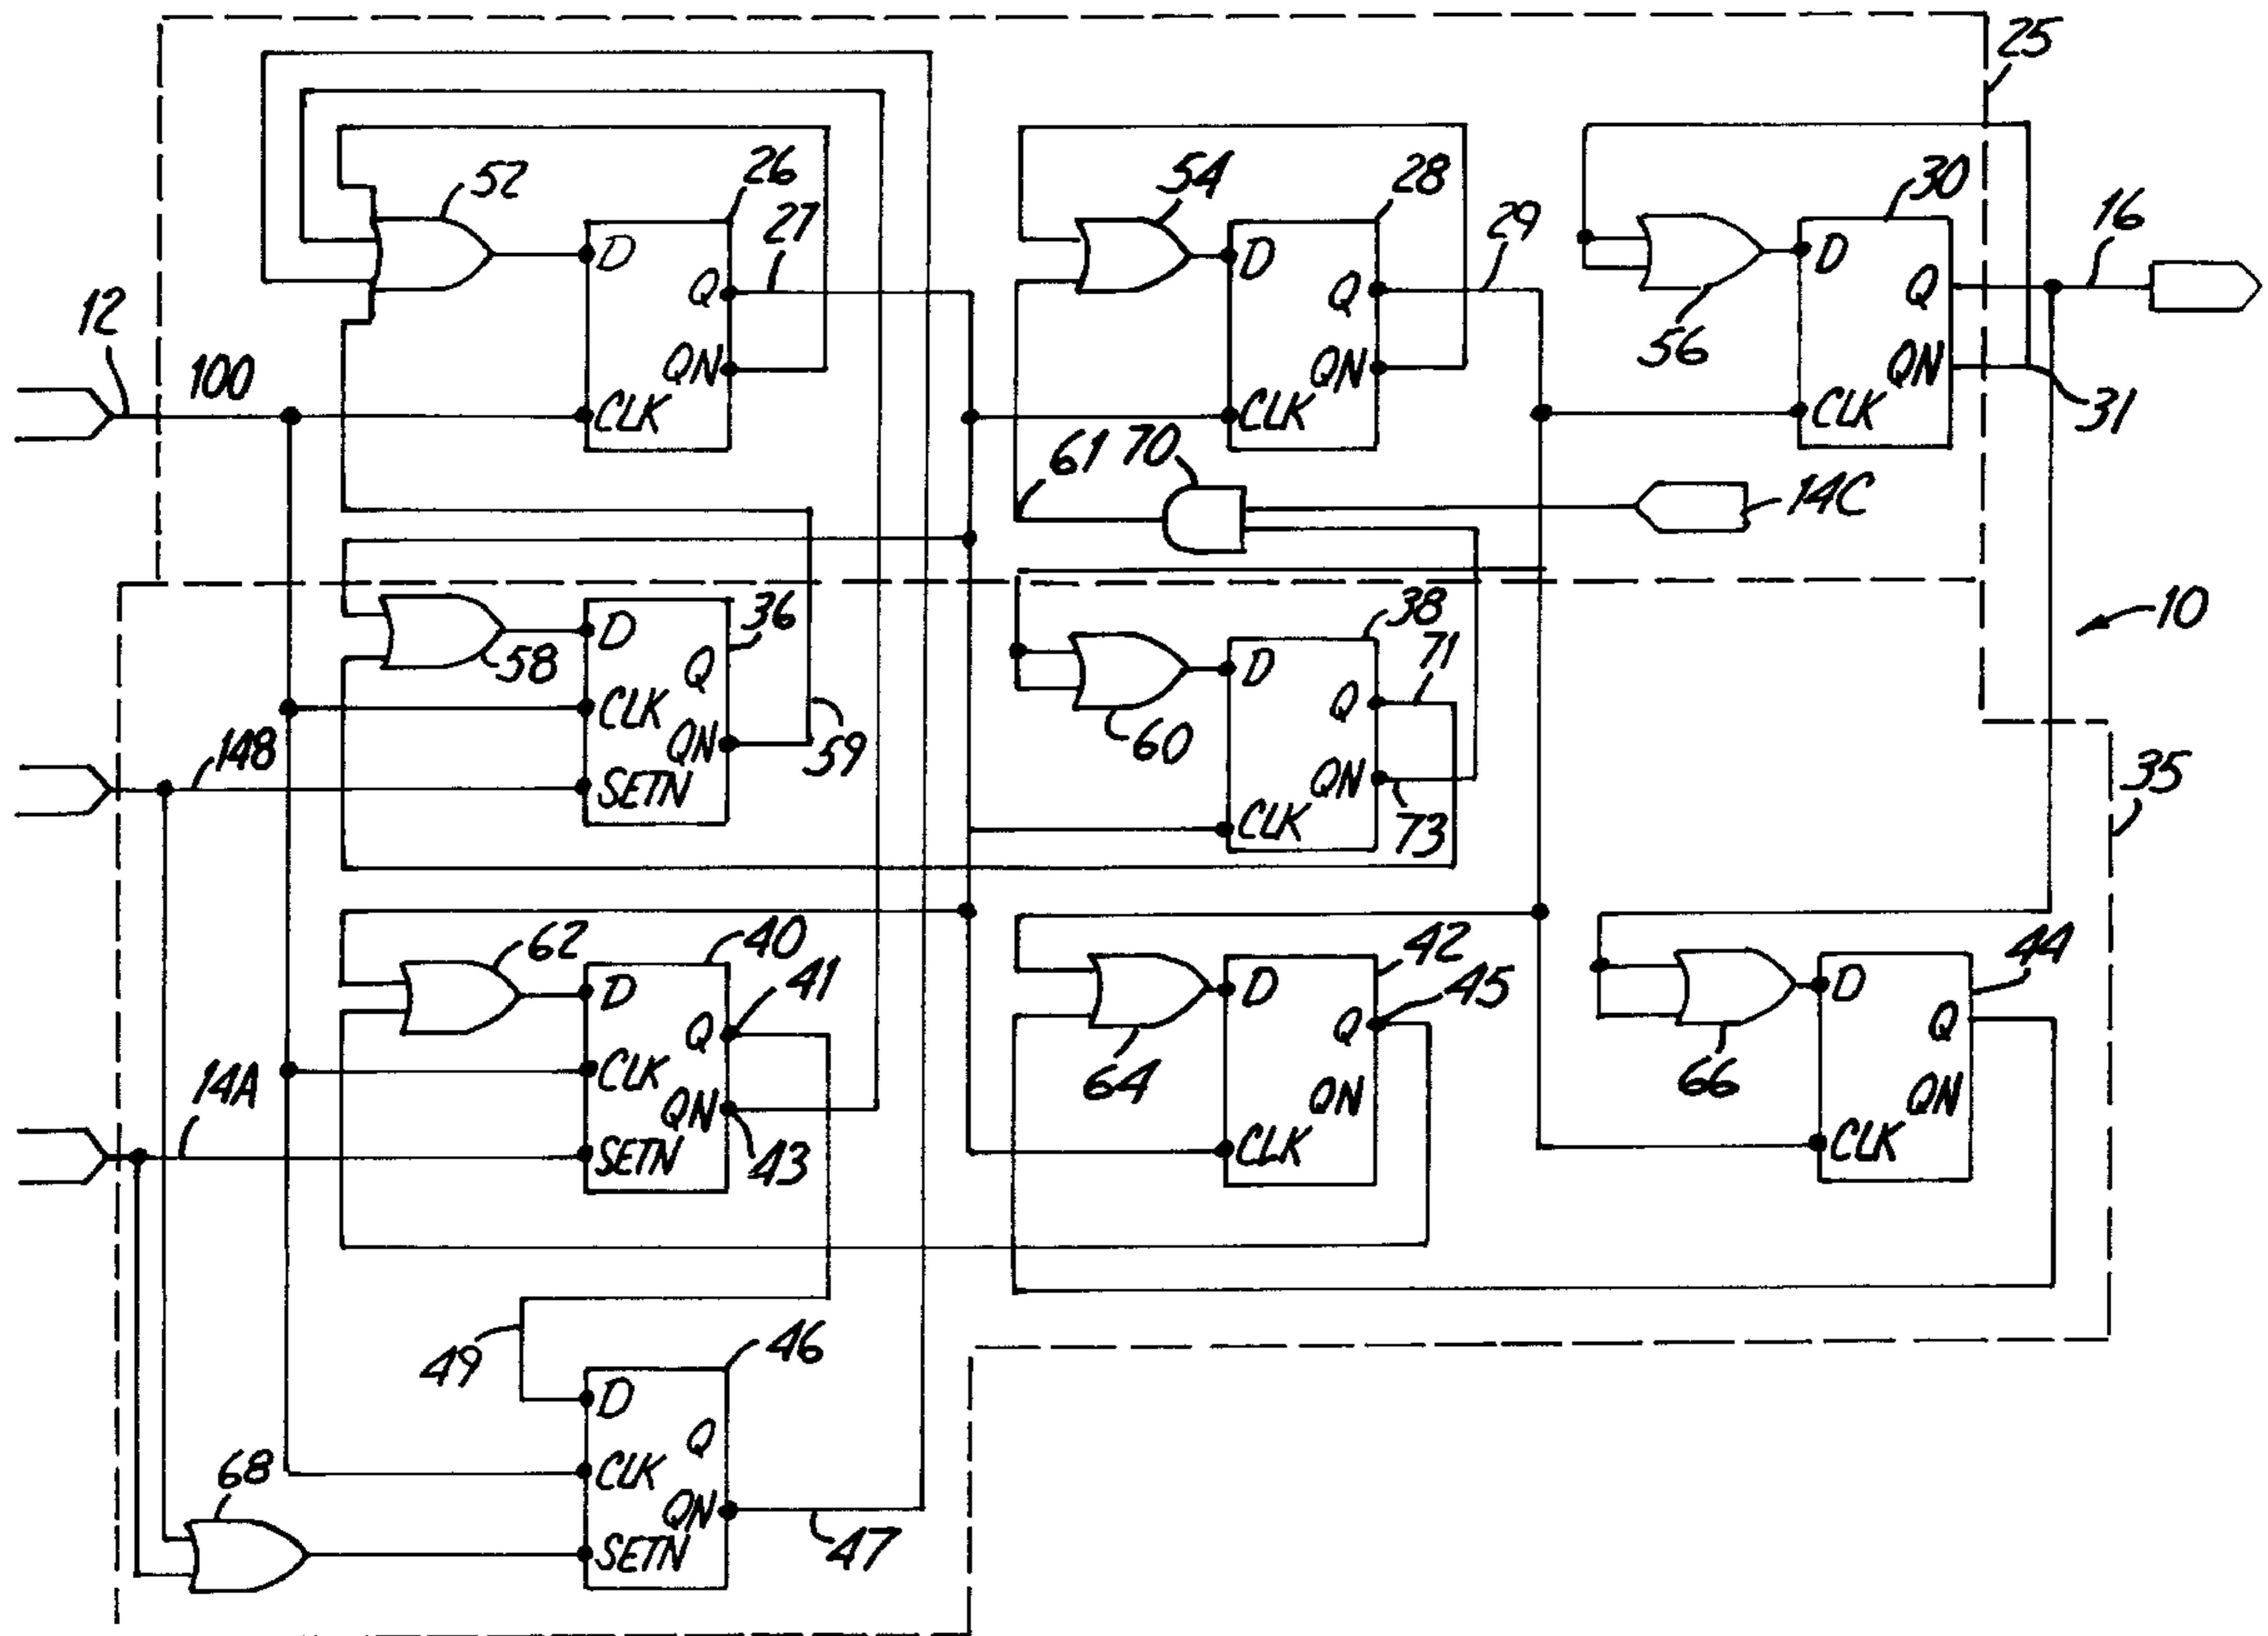 25
52
26
27
54
28
29
30
16
D
Q
QN
CLK
D
Q
QN
CLK
D
Q
QN
CLK
56
12
100
31
61
70
14C
10
58
36
D
Q
CLK
QN
SETN
59
14B
38
71
D
Q
QN
CLK
60
73
35
62
40
41
D
Q
CLK
QN
SETN
43
14A
42
45
D
Q
QN
CLK
64
44
D
Q
QN
CLK
66
49
46
D
Q
CLK
QN
SETN
47
68